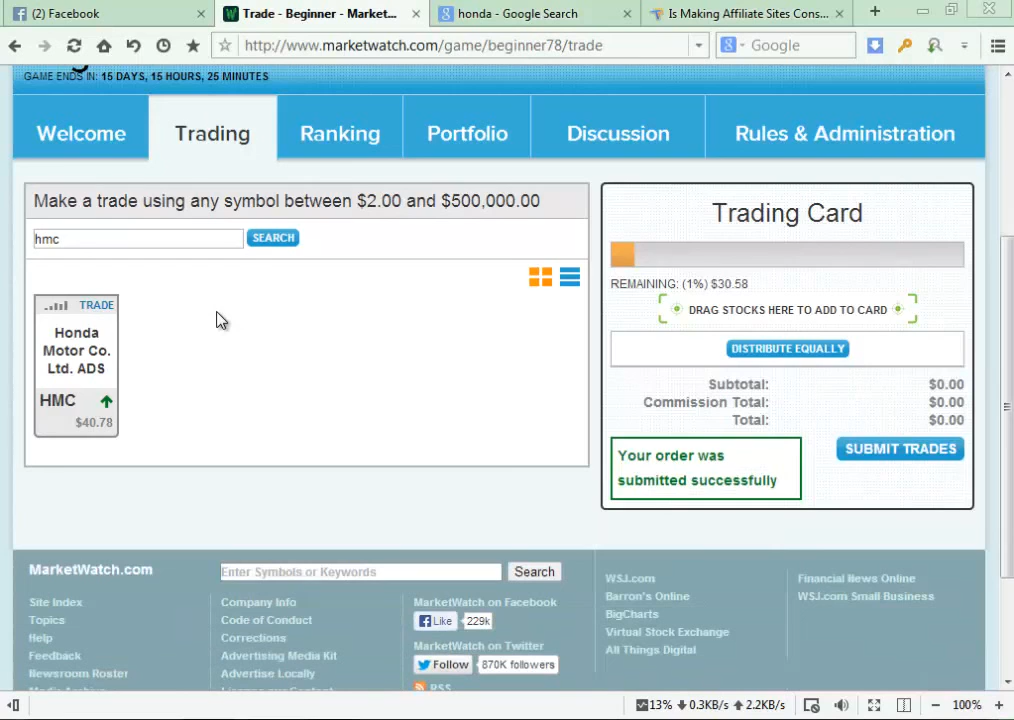 (2) Facebook
Trade - Beginner - Market...
honda - Google Search
Is Making Affiliate Sites Cons...
http://www.marketwatch.com/game/beginner78/trade
Google
GAME ENDS IN: 15 DAYS, 15 HOURS, 25 MINUTES
Welcome
Trading
Ranking
Portfolio
Discussion
Rules & Administration
Make a trade using any symbol between $2.00 and $500,000.00
hmc
SEARCH
TRADE
Honda
Motor Co.
Ltd. ADS
HMC
$40.78
Trading Card
REMAINING: (1%) $30.58
DRAG STOCKS HERE TO ADD TO CARD
DISTRIBUTE EQUALLY
Subtotal: $0.00
Commission Total: $0.00
Total: $0.00
Your order was
submitted successfully
SUBMIT TRADES
MarketWatch.com
Site Index
Topics
Help
Feedback
Newsroom Roster
Enter Symbols or Keywords
Search
Company Info
Code of Conduct
Corrections
Advertising Media Kit
Advertise Locally
MarketWatch on Facebook
Like
229k
MarketWatch on Twitter
Follow
870K followers
RSS
WSJ.com
Barron's Online
BigCharts
Virtual Stock Exchange
All Things Digital
Financial News Online
WSJ.com Small Business
13% 0.3KB/s 2.2KB/s
100%